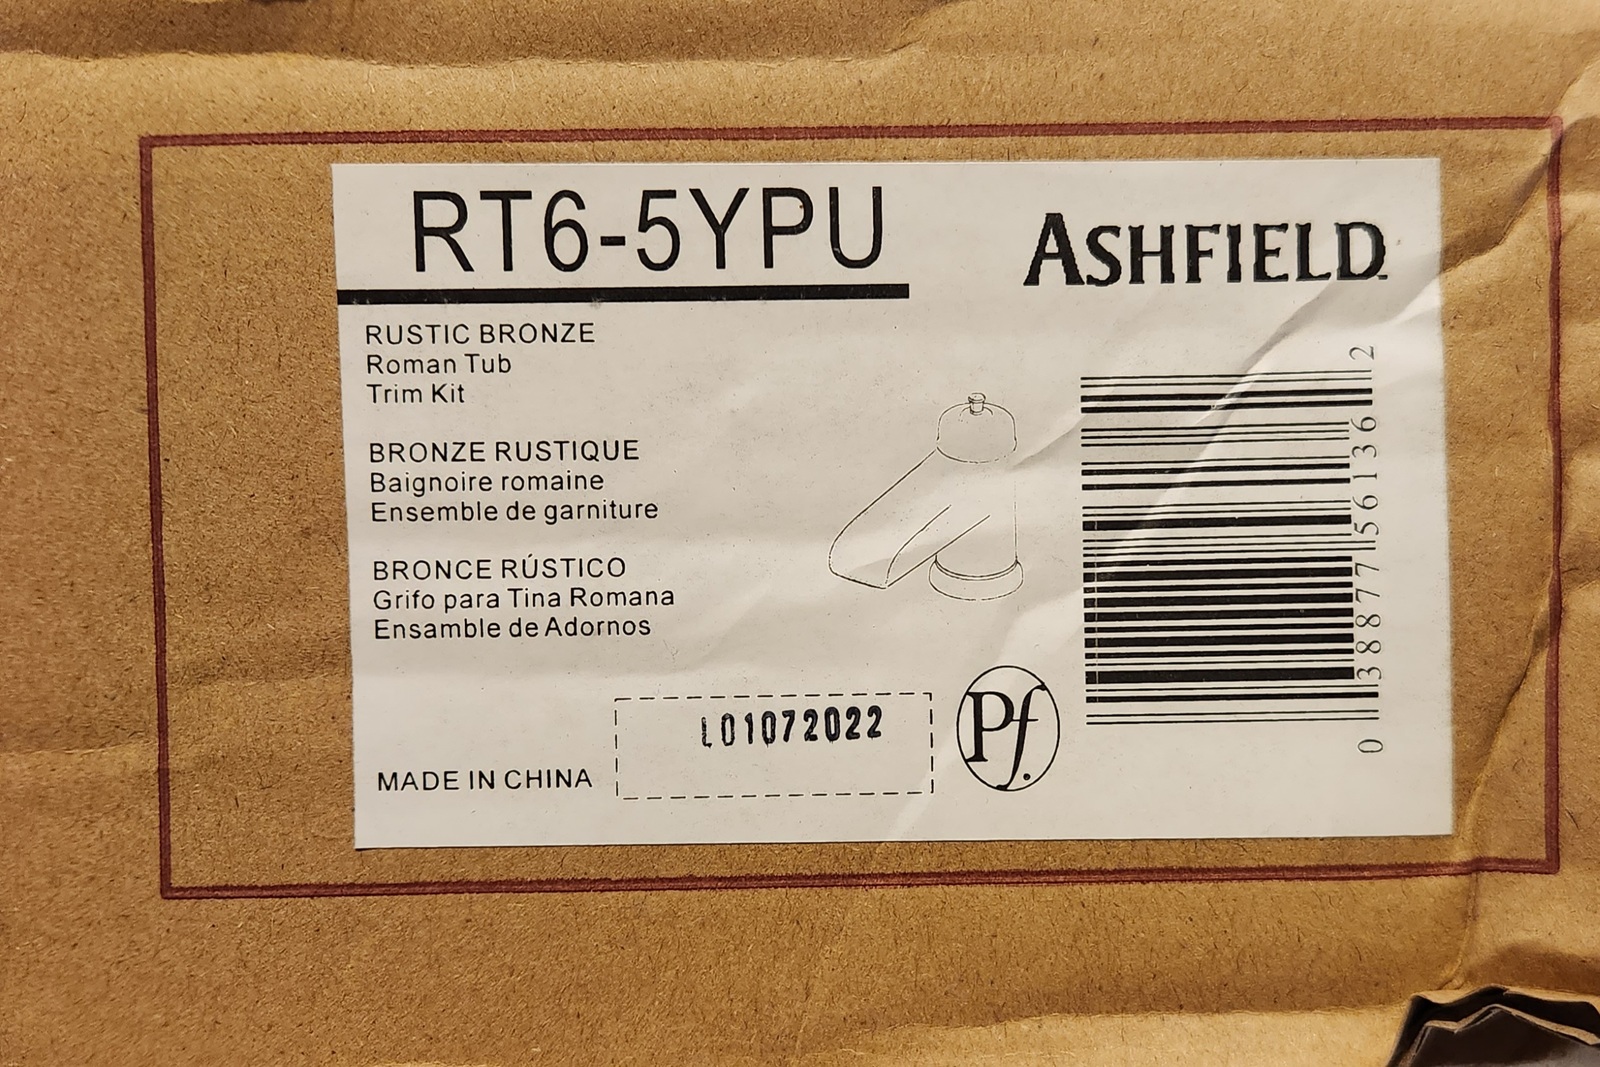 RT6-5YPU
ASHFIELD
RUSTIC BRONZE
Roman Tub
Trim Kit
BRONZE RUSTIQUE
Baignoire romaine
Ensemble de garniture
BRONCE RÚSTICO
Grifo para Tina Romana
Ensamble de Adornos
MADE IN CHINA
L01072022
Pf.
0 38877 56136 2